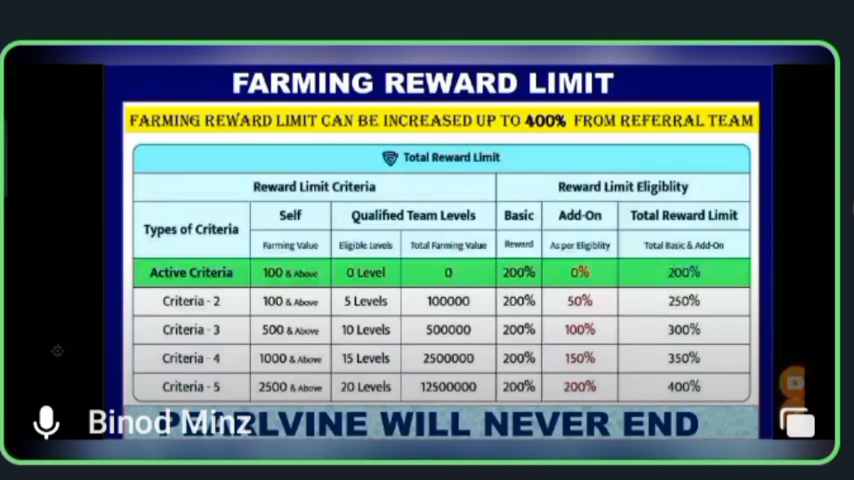 FARMING REWARD LIMIT
FARMING REWARD LIMIT CAN BE INCREASED UP TO 400% FROM REFERRAL TEAM
Total Reward Limit
Reward Limit Criteria Reward Limit Eligiblity
Types of Criteria Self Qualified Team Levels Basic Add-On Total Reward Limit
Farming Value Eligible Levels Total Farming Value Reward As per Eligiblity Total Basic & Add-On
Active Criteria 100 & Above 0 Level 0 200% 0% 200%
Criteria - 2 100 & Above 5 Levels 100000 200% 50% 250%
Criteria - 3 500 & Above 10 Levels 500000 200% 100% 300%
Criteria - 4 1000 & Above 15 Levels 2500000 200% 150% 350%
Criteria - 5 2500 & Above 20 Levels 12500000 200% 200% 400%
Binod Minz
WILL NEVER END